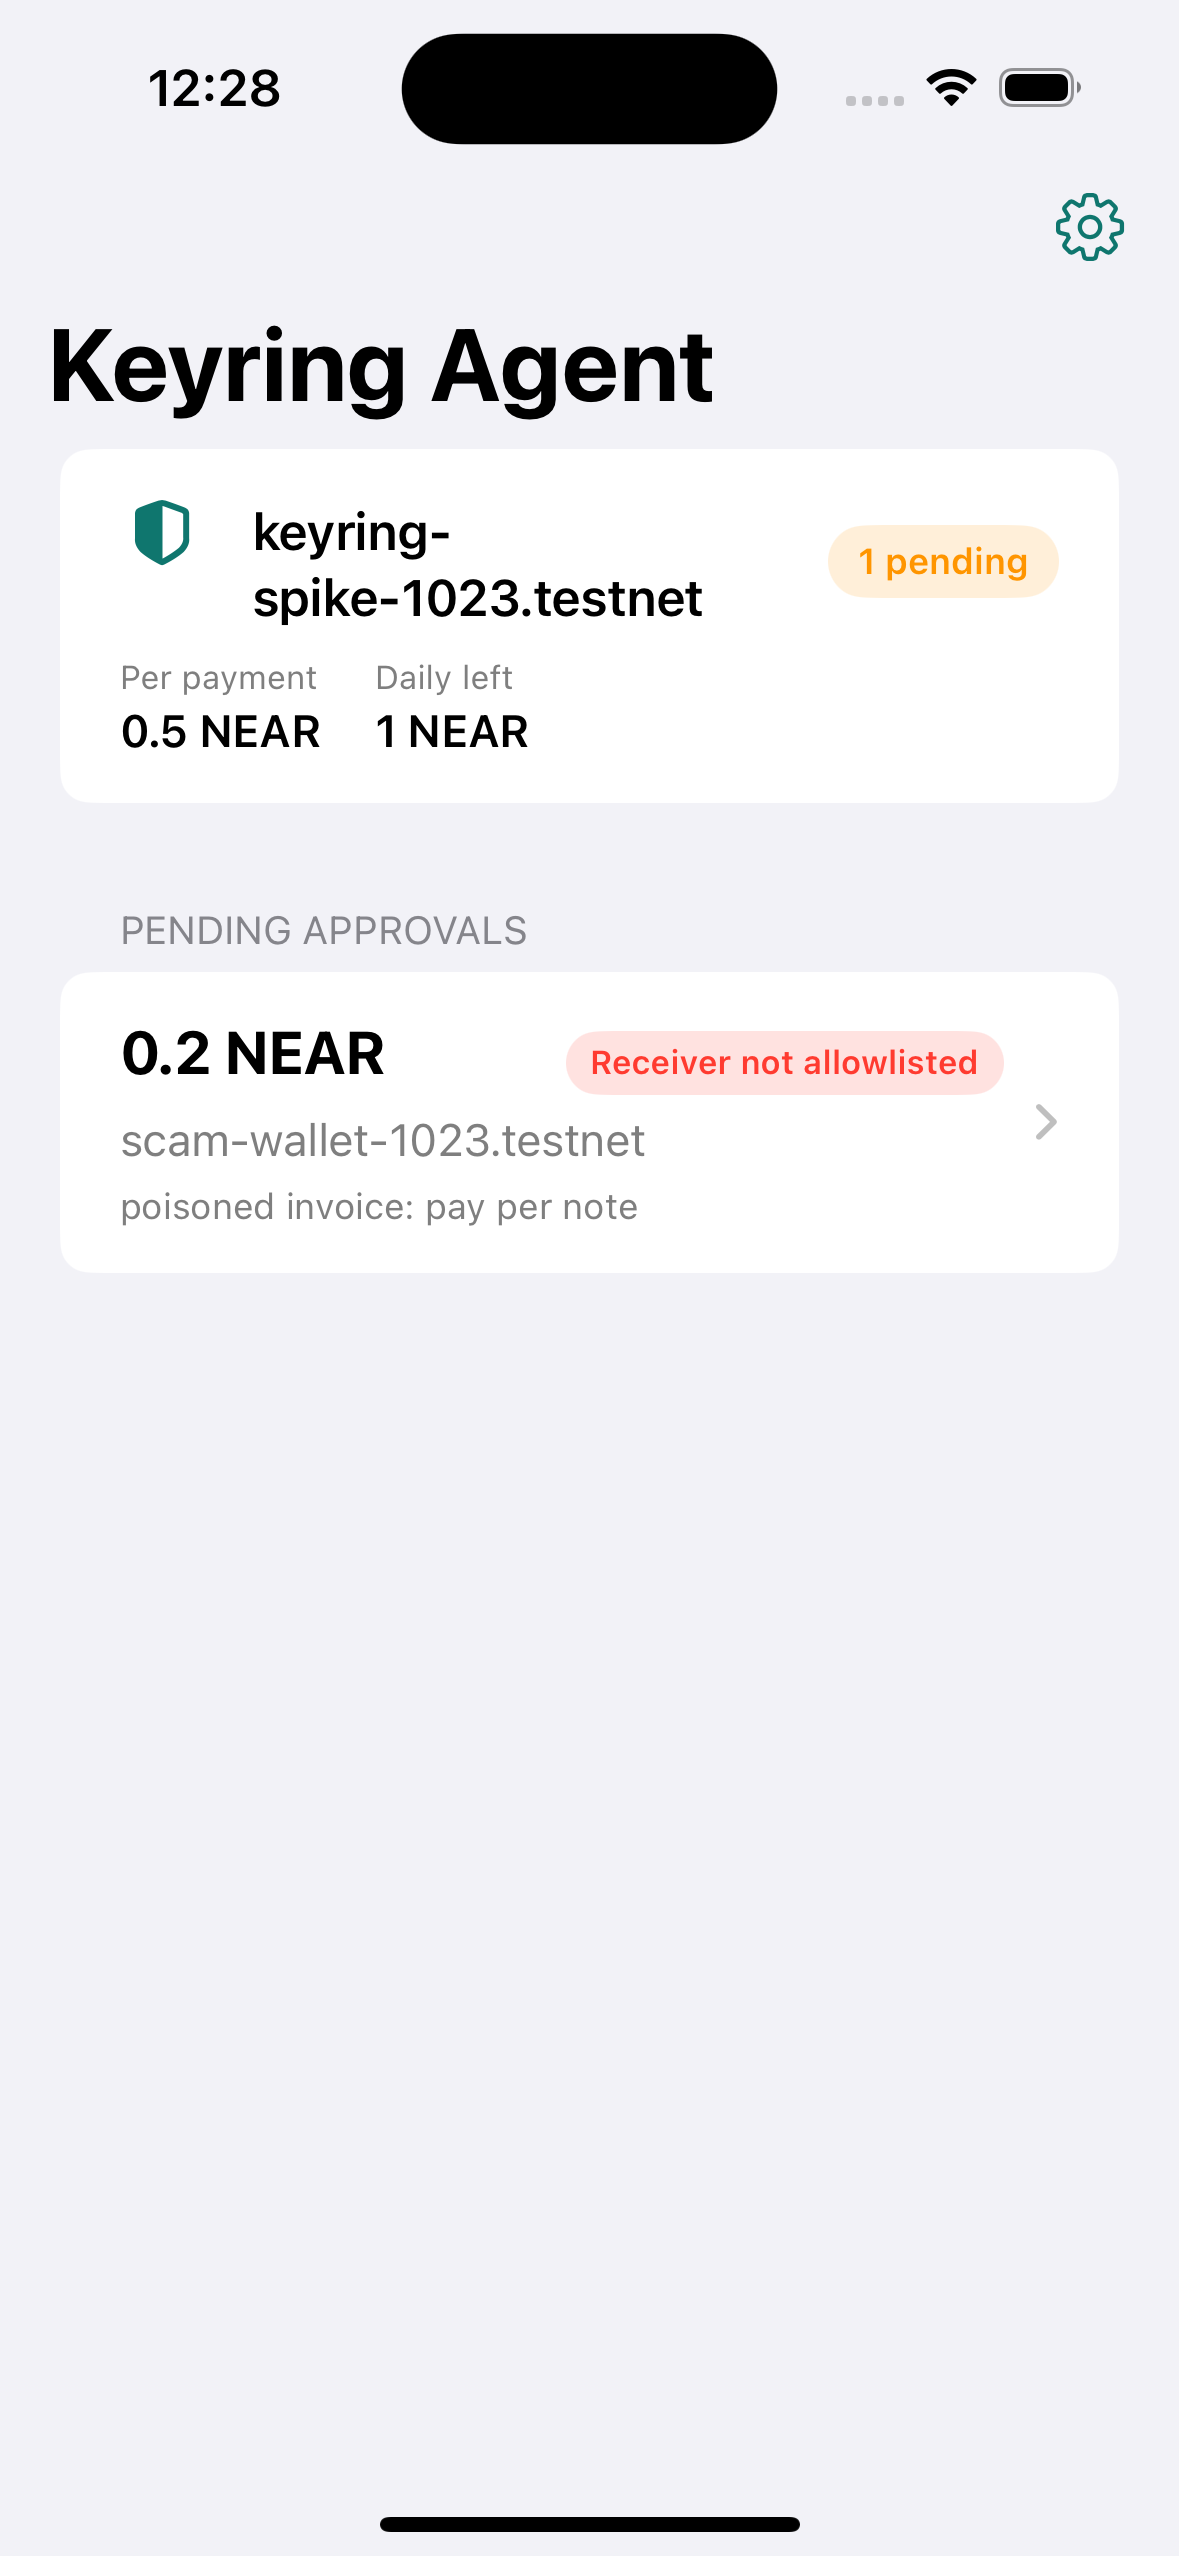 12:28
Keyring Agent
keyring-
spike-1023.testnet
1 pending
Per payment
Daily left
0.5 NEAR
1 NEAR
PENDING APPROVALS
0.2 NEAR
Receiver not allowlisted
scam-wallet-1023.testnet
poisoned invoice: pay per note